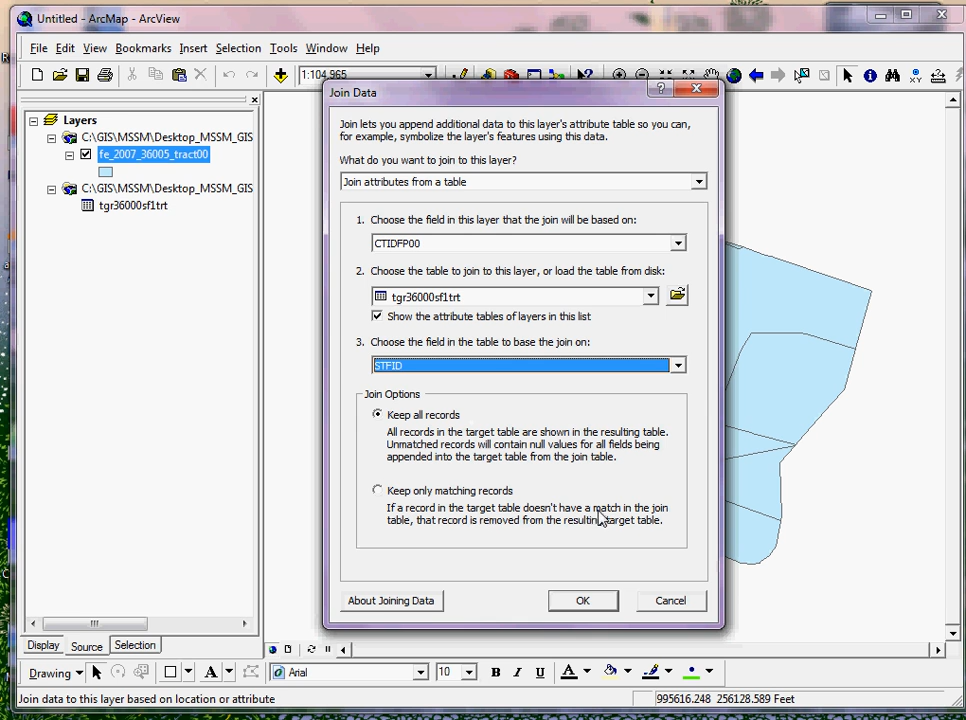 Untitled - ArcMap - ArcView
File Edit View Bookmarks Insert Selection Tools Window Help
1:104,965
Layers
C:\GIS\MSSM\Desktop_MSSM_GIS
fe_2007_36005_tract00
C:\GIS\MSSM\Desktop_MSSM_GIS
tgr36000sf1trt
Join Data
Join lets you append additional data to this layer's attribute table so you can,
for example, symbolize the layer's features using this data.
What do you want to join to this layer?
Join attributes from a table
1. Choose the field in this layer that the join will be based on:
CTIDFP00
2. Choose the table to join to this layer, or load the table from disk:
tgr36000sf1trt
Show the attribute tables of layers in this list
3. Choose the field in the table to base the join on:
STFID
Join Options
Keep all records
All records in the target table are shown in the resulting table.
Unmatched records will contain null values for all fields being
appended into the target table from the join table.
Keep only matching records
If a record in the target table doesn't have a match in the join
table, that record is removed from the resulting target table.
About Joining Data OK Cancel
Display Source Selection
Drawing A Arial 10 B I U A
Join data to this layer based on location or attribute
995616.248 256128.589 Feet